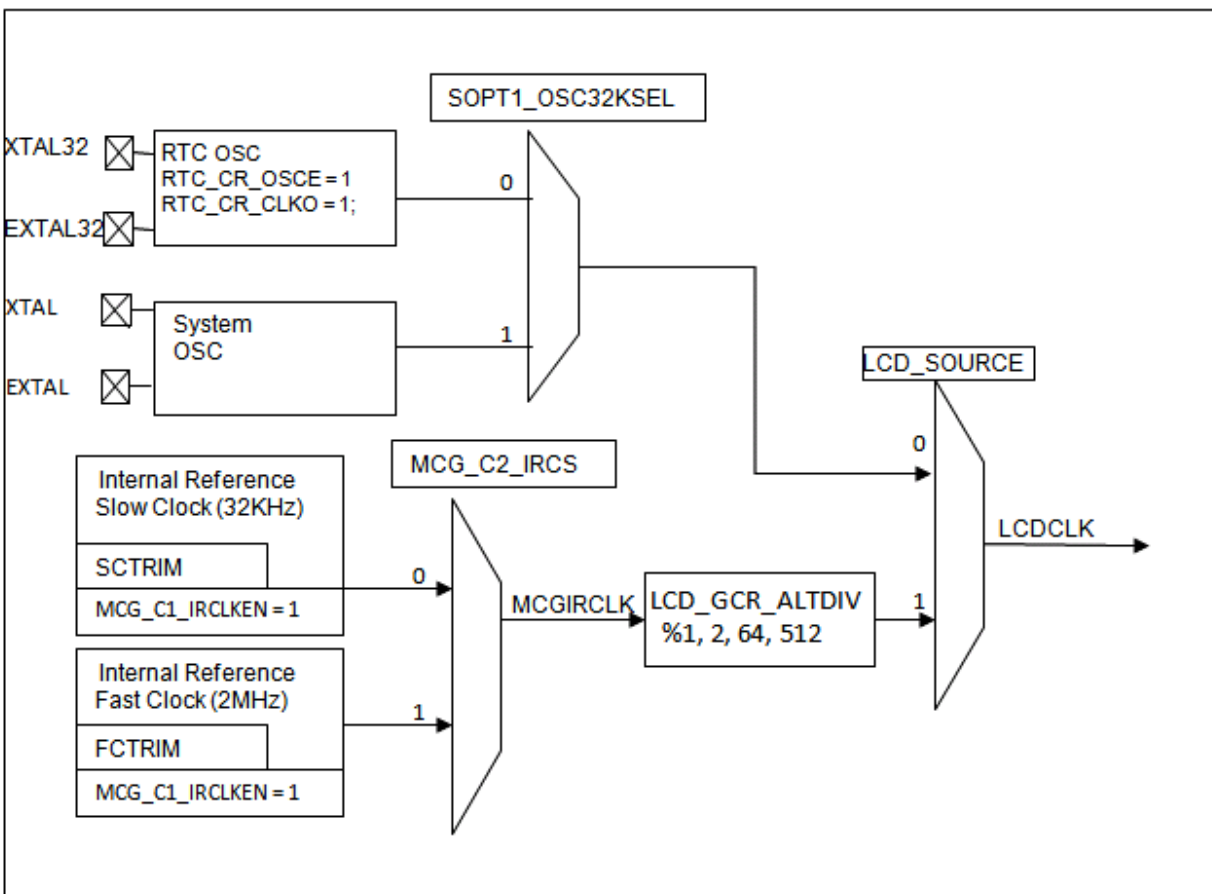 SOPT1_OSC32KSEL
XTAL32
EXTAL32
RTC OSC
RTC_CR_OSCE = 1
RTC_CR_CLKO = 1;
0
XTAL
EXTAL
System
OSC
1
LCD_SOURCE
0
MCG_C2_IRCS
Internal Reference
Slow Clock (32KHz)
SCTRIM
MCG_C1_IRCLKEN = 1
0
MCGIRCLK
LCD_GCR_ALTDIV
%1, 2, 64, 512
1
LCDCLK
Internal Reference
Fast Clock (2MHz)
FCTRIM
MCG_C1_IRCLKEN = 1
1